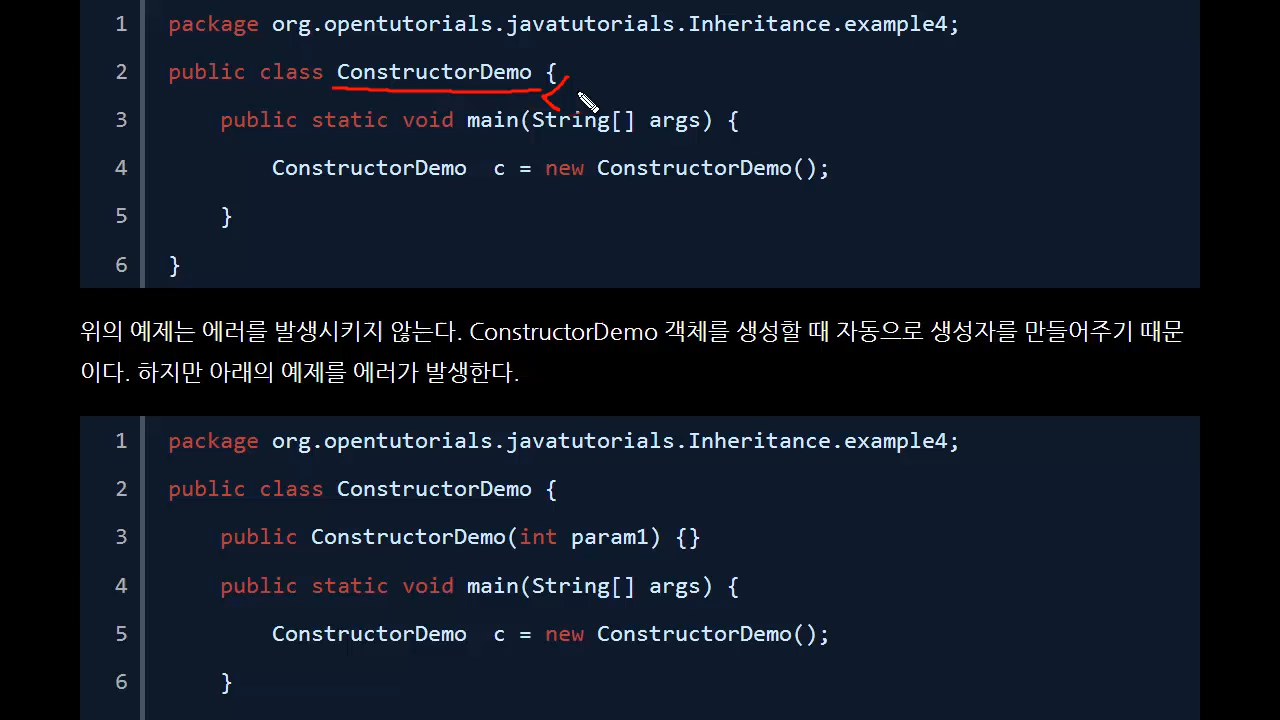 1 package org.opentutorials.javatutorials.Inheritance.example4;
2 public class ConstructorDemo {
3 public static void main(String[] args) {
4 ConstructorDemo  c = new ConstructorDemo();
5 }
6 }
위의 예제는 에러를 발생시키지 않는다. ConstructorDemo 객체를 생성할 때 자동으로 생성자를 만들어주기 때문
이다. 하지만 아래의 예제를 에러가 발생한다.
1 package org.opentutorials.javatutorials.Inheritance.example4;
2 public class ConstructorDemo {
3 public ConstructorDemo(int param1) {}
4 public static void main(String[] args) {
5 ConstructorDemo  c = new ConstructorDemo();
6 }